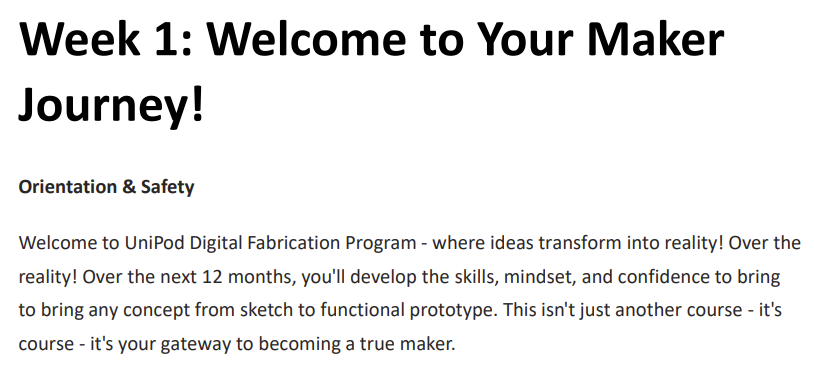 Week 1: Welcome to Your Maker
Journey!
Orientation & Safety
Welcome to UniPod Digital Fabrication Program - where ideas transform into reality! Over the
reality! Over the next 12 months, you'll develop the skills, mindset, and confidence to bring
to bring any concept from sketch to functional prototype. This isn't just another course - it's
course - it's your gateway to becoming a true maker.